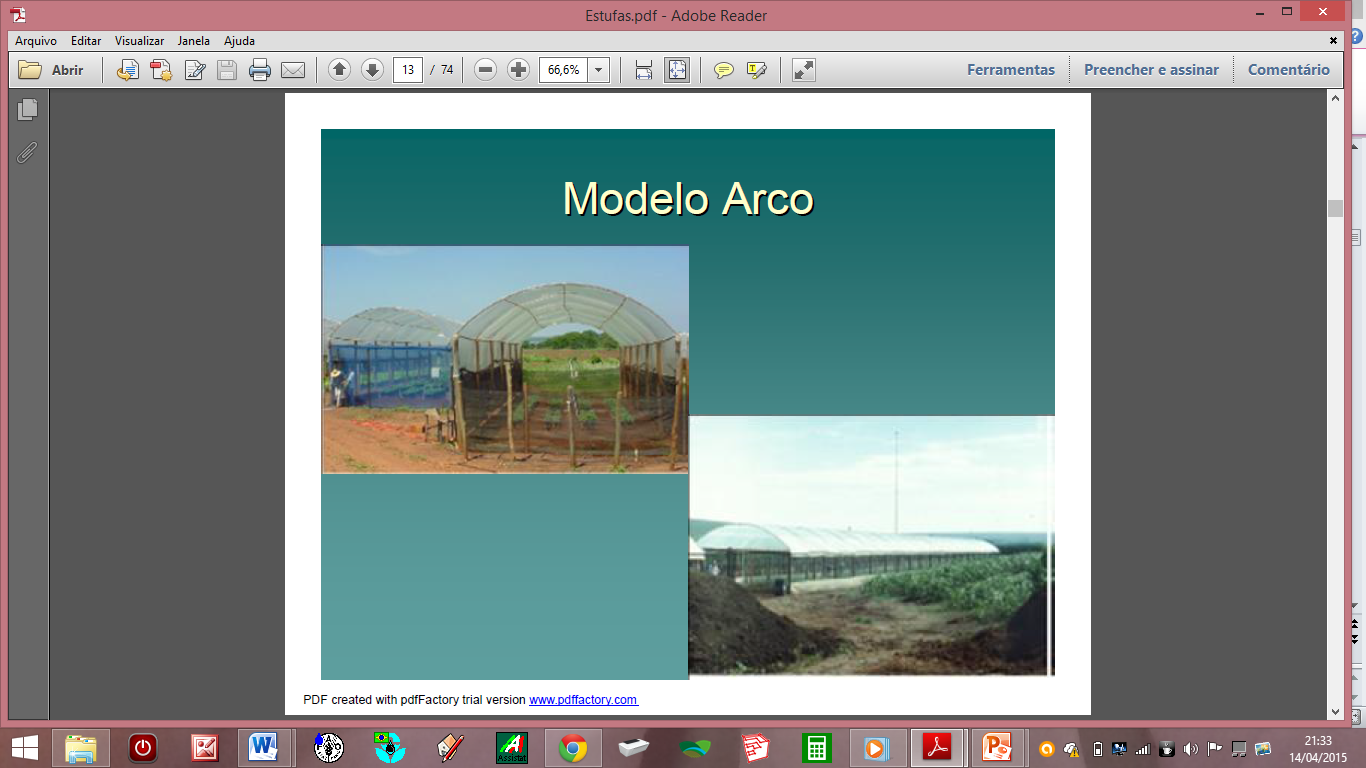 Estufas.pdf - Adobe Reader
Arquivo Editar Visualizar Janela Ajuda
Abrir 13 / 74 66,6% Ferramentas Preencher e assinar Comentário
Modelo Arco
PDF created with pdfFactory trial version www.pdffactory.com
Assistat
21:33
14/04/2015